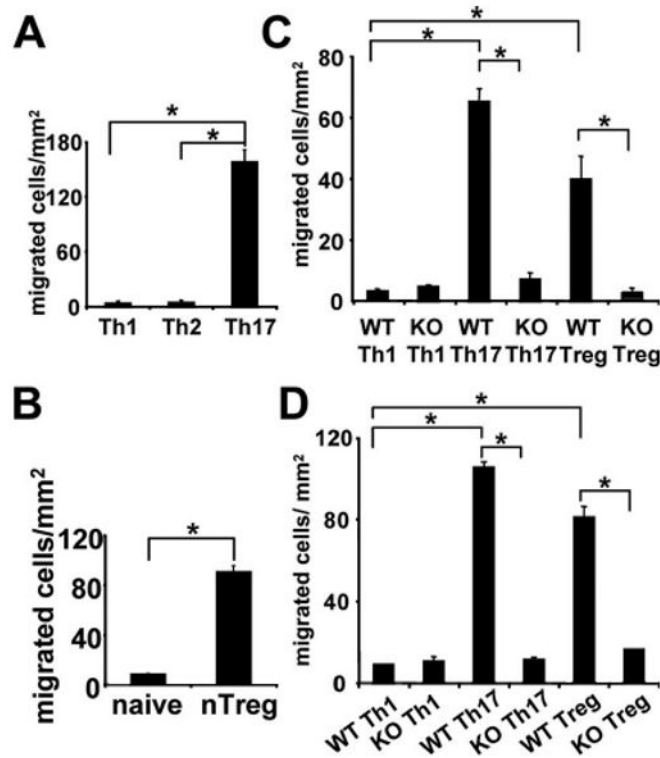 A
migrated cells/mm²
180
120
60
0
* *
Th1 Th2 Th17
B
migrated cells/mm²
120
80
40
0
*
naive nTreg
C
migrated cells/mm²
80
60
40
20
0
*
* *
*
WT KO WT KO WT KO
Th1 Th1 Th17 Th17 Treg Treg
D
migrated cells/ mm²
120
80
40
0
*
* *
*
WT Th1
KO Th1
WT Th17
KO Th17
WT Treg
KO Treg